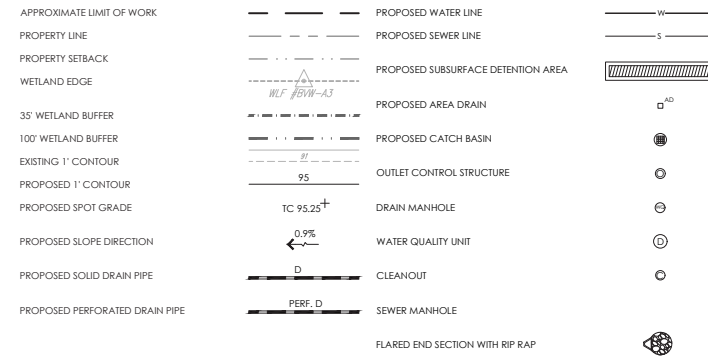 APPROXIMATE LIMIT OF WORK
PROPERTY LINE
PROPERTY SETBACK
WETLAND EDGE
WLF #BVW-A3
35' WETLAND BUFFER
100' WETLAND BUFFER
EXISTING 1' CONTOUR
91
PROPOSED 1' CONTOUR
95
PROPOSED SPOT GRADE
TC 95.25+
PROPOSED SLOPE DIRECTION
0.9%
PROPOSED SOLID DRAIN PIPE
D
PROPOSED PERFORATED DRAIN PIPE
PERF. D
PROPOSED WATER LINE
W
PROPOSED SEWER LINE
S
PROPOSED SUBSURFACE DETENTION AREA
PROPOSED AREA DRAIN
AD
PROPOSED CATCH BASIN
OUTLET CONTROL STRUCTURE
DRAIN MANHOLE
WATER QUALITY UNIT
D
CLEANOUT
SEWER MANHOLE
FLARED END SECTION WITH RIP RAP